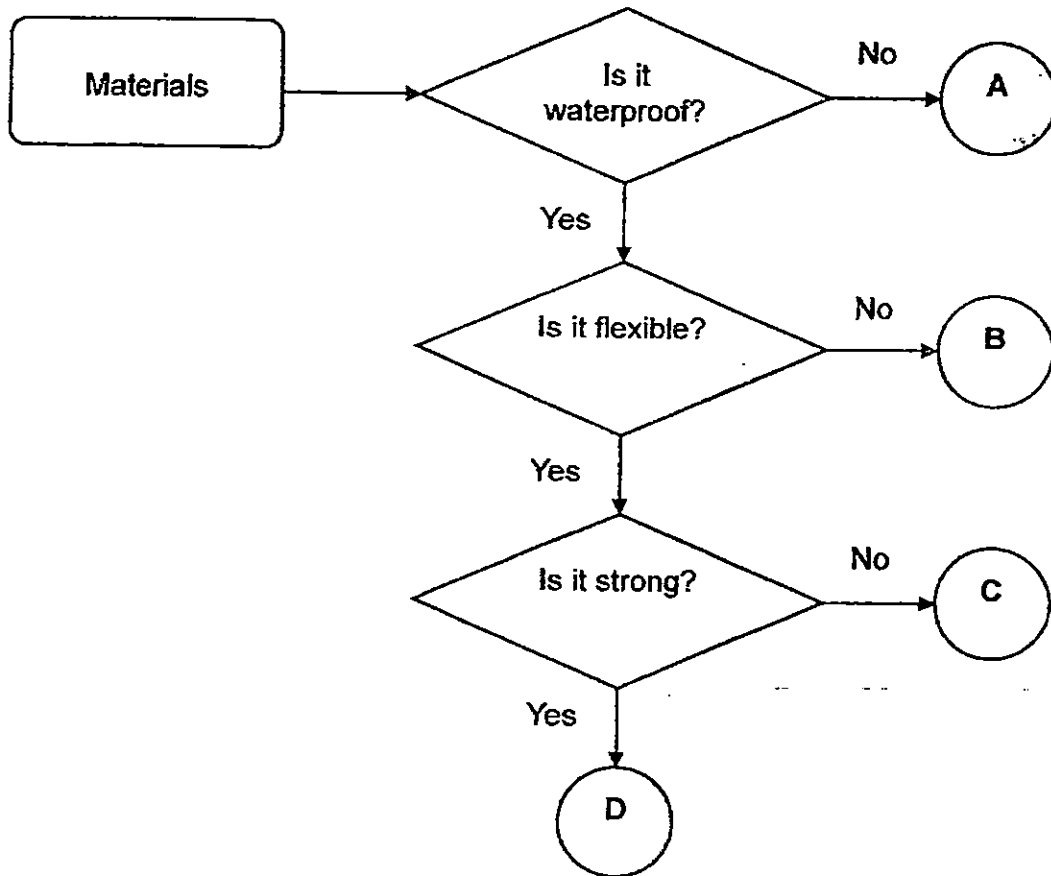 Materials
Is it
waterproof?
No
A
Yes
Is it flexible?
No
B
Yes
Is it strong?
No
C
Yes
D